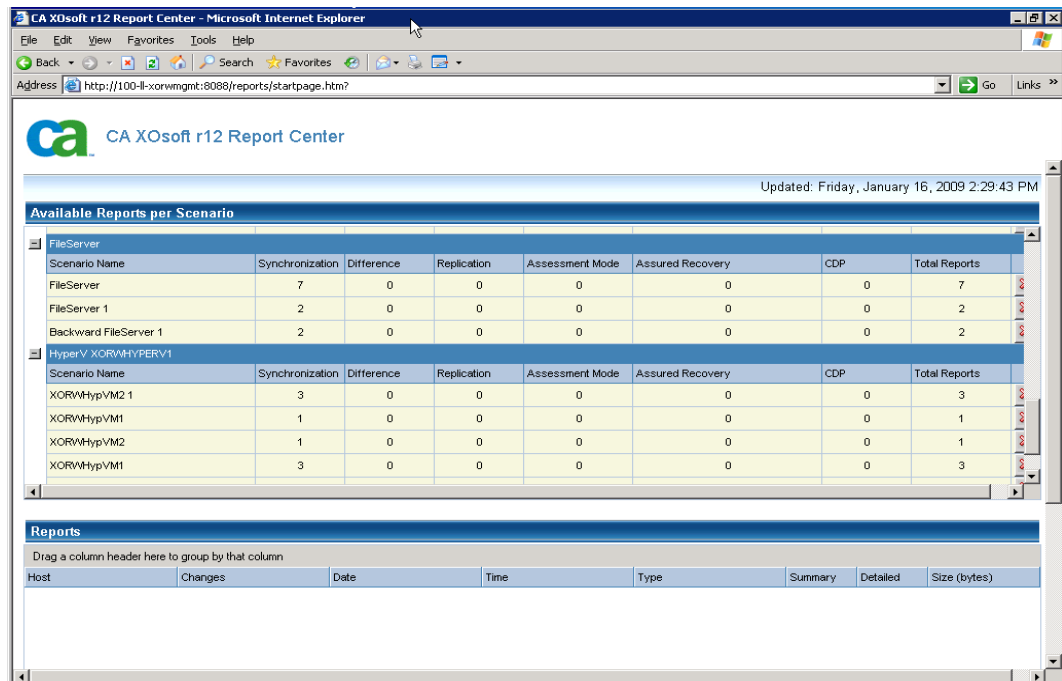 CA XOsoft r12 Report Center - Microsoft Internet Explorer
File Edit View Favorites Tools Help
Back Search Favorites
Address http://100-ll-xorwmgmt:8088/reports/startpage.htm? Go Links »
ca CA XOsoft r12 Report Center
Updated: Friday, January 16, 2009 2:29:43 PM
Available Reports per Scenario
FileServer
Scenario Name Synchronization Difference Replication Assessment Mode Assured Recovery CDP Total Reports
FileServer 7 0 0 0 0 0 7
FileServer 1 2 0 0 0 0 0 2
Backward FileServer 1 2 0 0 0 0 0 2
HyperV XORWHYPERV1
Scenario Name Synchronization Difference Replication Assessment Mode Assured Recovery CDP Total Reports
XORWHypVM2 1 3 0 0 0 0 0 3
XORWHypVM1 1 0 0 0 0 0 1
XORWHypVM2 1 0 0 0 0 0 1
XORWHypVM1 3 0 0 0 0 0 3
Reports
Drag a column header here to group by that column
Host Changes Date Time Type Summary Detailed Size (bytes)